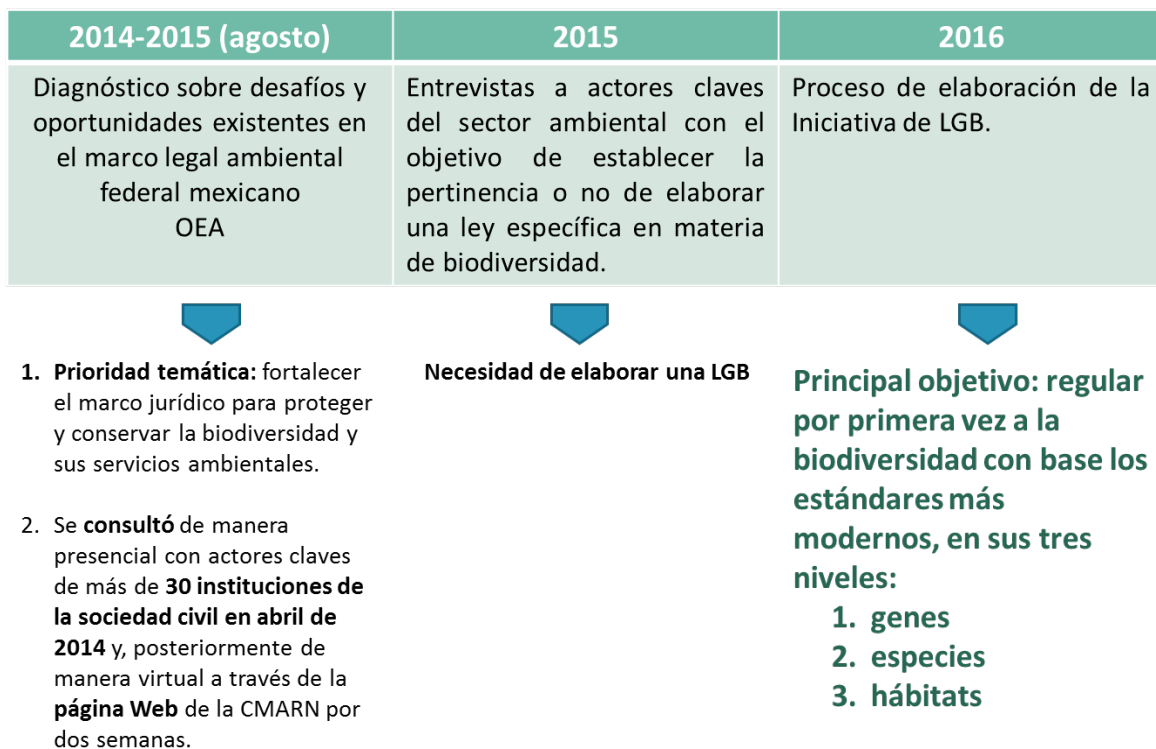 2014-2015 (agosto)
2015
2016
Diagnóstico sobre desafíos y
oportunidades existentes en
el marco legal ambiental
federal mexicano
OEA
Entrevistas a actores claves
del sector ambiental con el
objetivo de establecer la
pertinencia o no de elaborar
una ley específica en materia
de biodiversidad.
Proceso de elaboración de la
Iniciativa de LGB.
1. Prioridad temática: fortalecer
el marco jurídico para proteger
y conservar la biodiversidad y
sus servicios ambientales.
2. Se consultó de manera
presencial con actores claves
de más de 30 instituciones de
la sociedad civil en abril de
2014 y, posteriormente de
manera virtual a través de la
página Web de la CMARN por
dos semanas.
Necesidad de elaborar una LGB
Principal objetivo: regular
por primera vez a la
biodiversidad con base los
estándares más
modernos, en sus tres
niveles:
1. genes
2. especies
3. hábitats